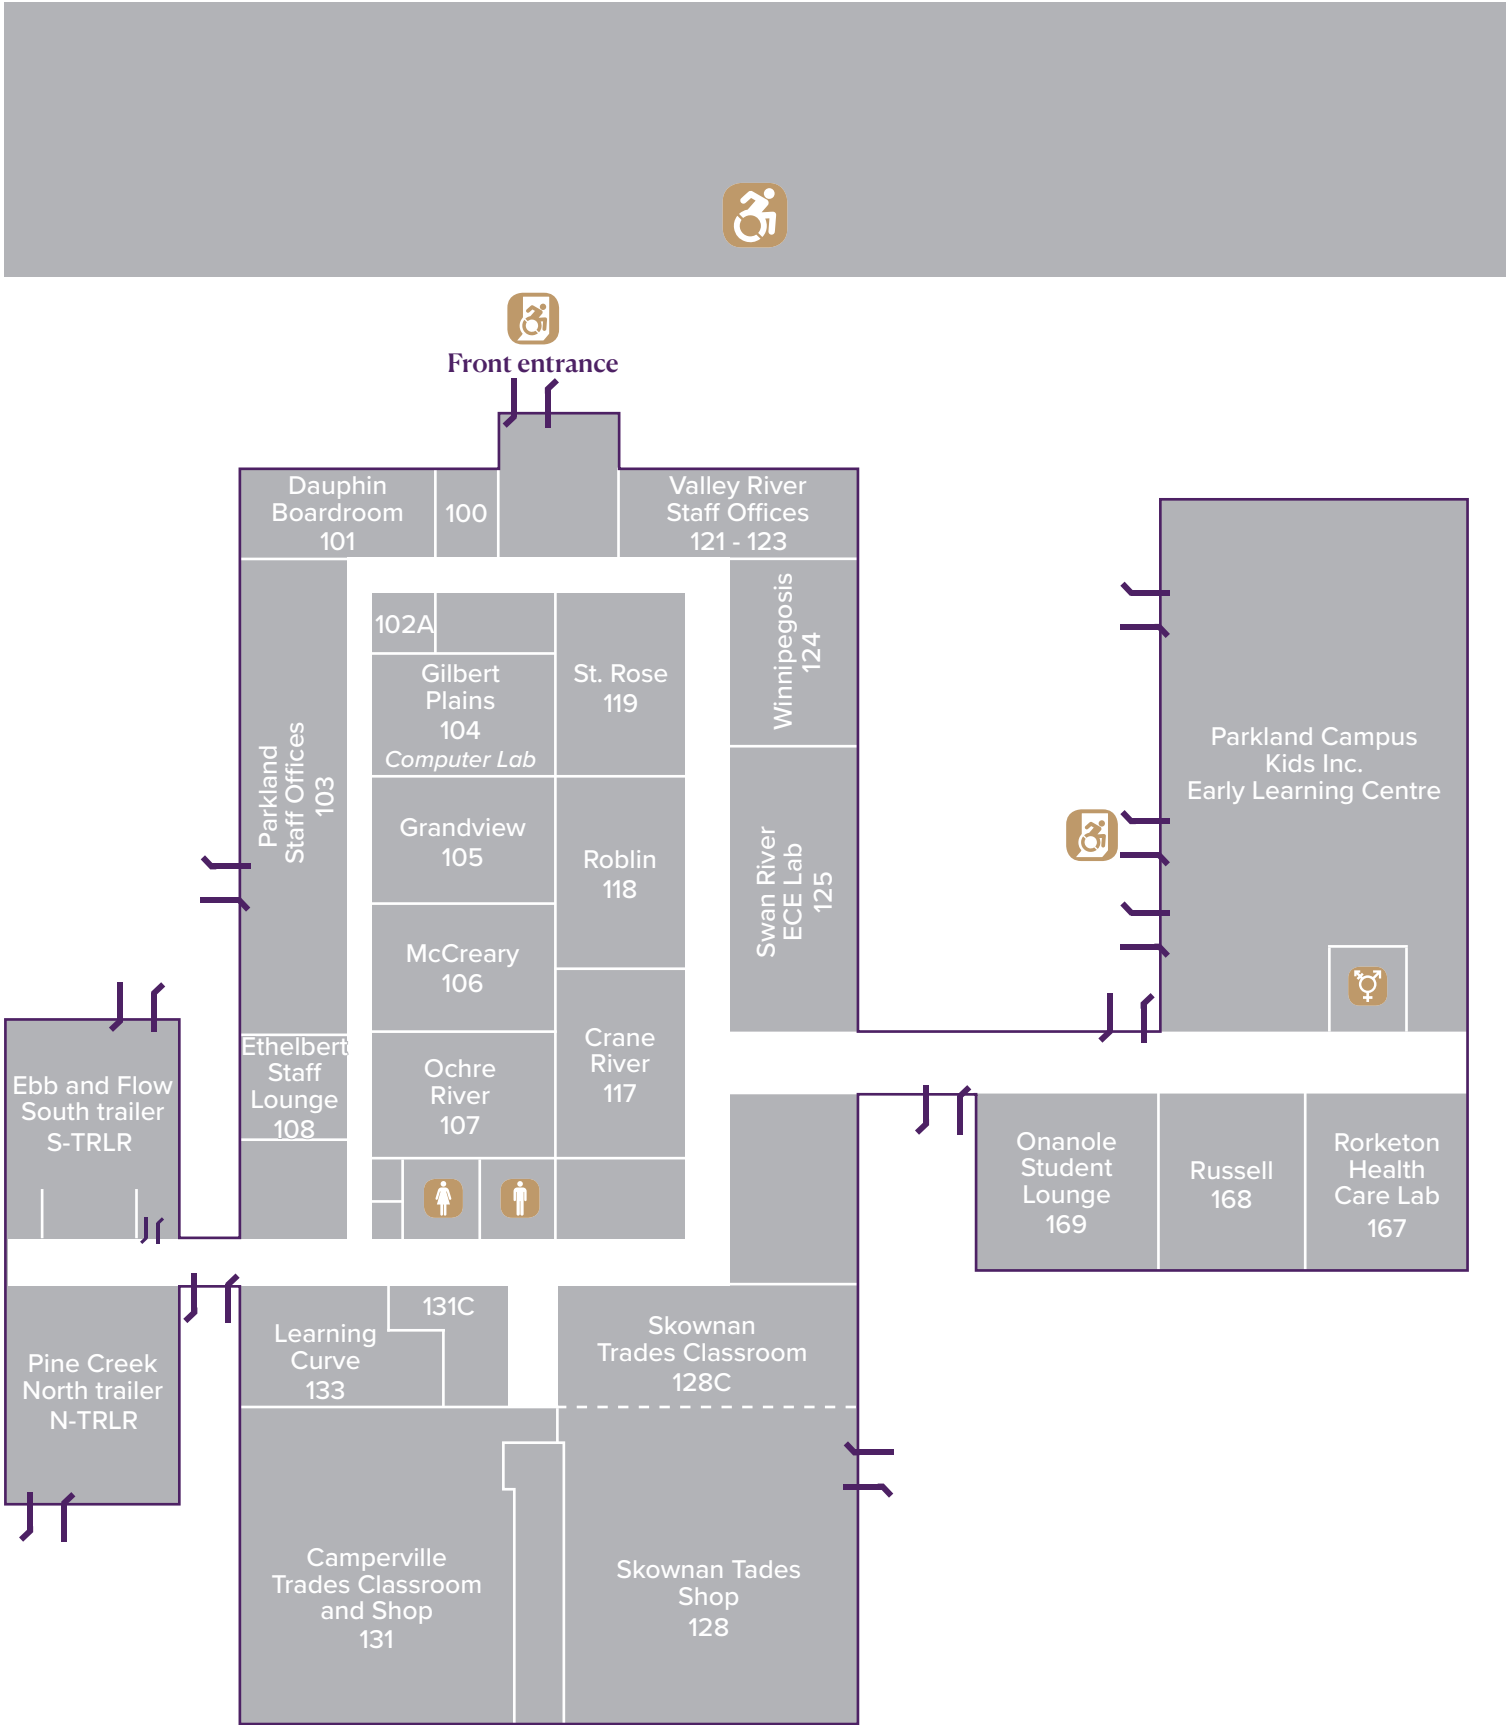 Front entrance
Dauphin
Boardroom
101
100
Valley River
Staff Offices
121 - 123
102A
Gilbert
Plains
104
Computer Lab
St. Rose
119
Winnipegosis
124
Parkland
Staff Offices
103
Grandview
105
Roblin
118
Swan River
ECE Lab
125
Parkland Campus
Kids Inc.
Early Learning Centre
McCreary
106
Ochre
River
107
Crane
River
117
Ethelbert
Staff
Lounge
108
Ebb and Flow
South trailer
S-TRLR
Onanole
Student
Lounge
169
Russell
168
Rorketon
Health
Care Lab
167
Pine Creek
North trailer
N-TRLR
Learning
Curve
133
131C
Skownan
Trades Classroom
128C
Camperville
Trades Classroom
and Shop
131
Skownan Tades
Shop
128